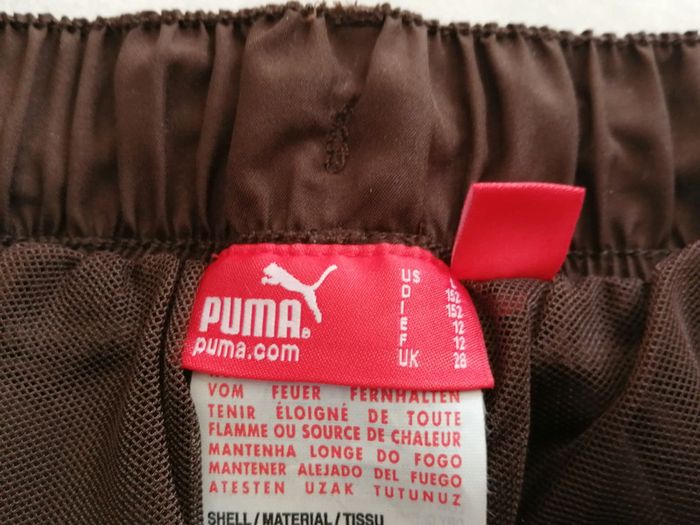 PUMA®
puma.com
US
D 152
I 152
E 12
F 12
UK 28
VOM FEUER FERNHALTEN
TENIR ÉLOIGNÉ DE TOUTE
FLAMME OU SOURCE DE CHALEUR
MANTENHA LONGE DO FOGO
MANTENER ALEJADO DEL FUEGO
ATESTEN UZAK TUTUNUZ
SHELL/MATERIAL/TISSU